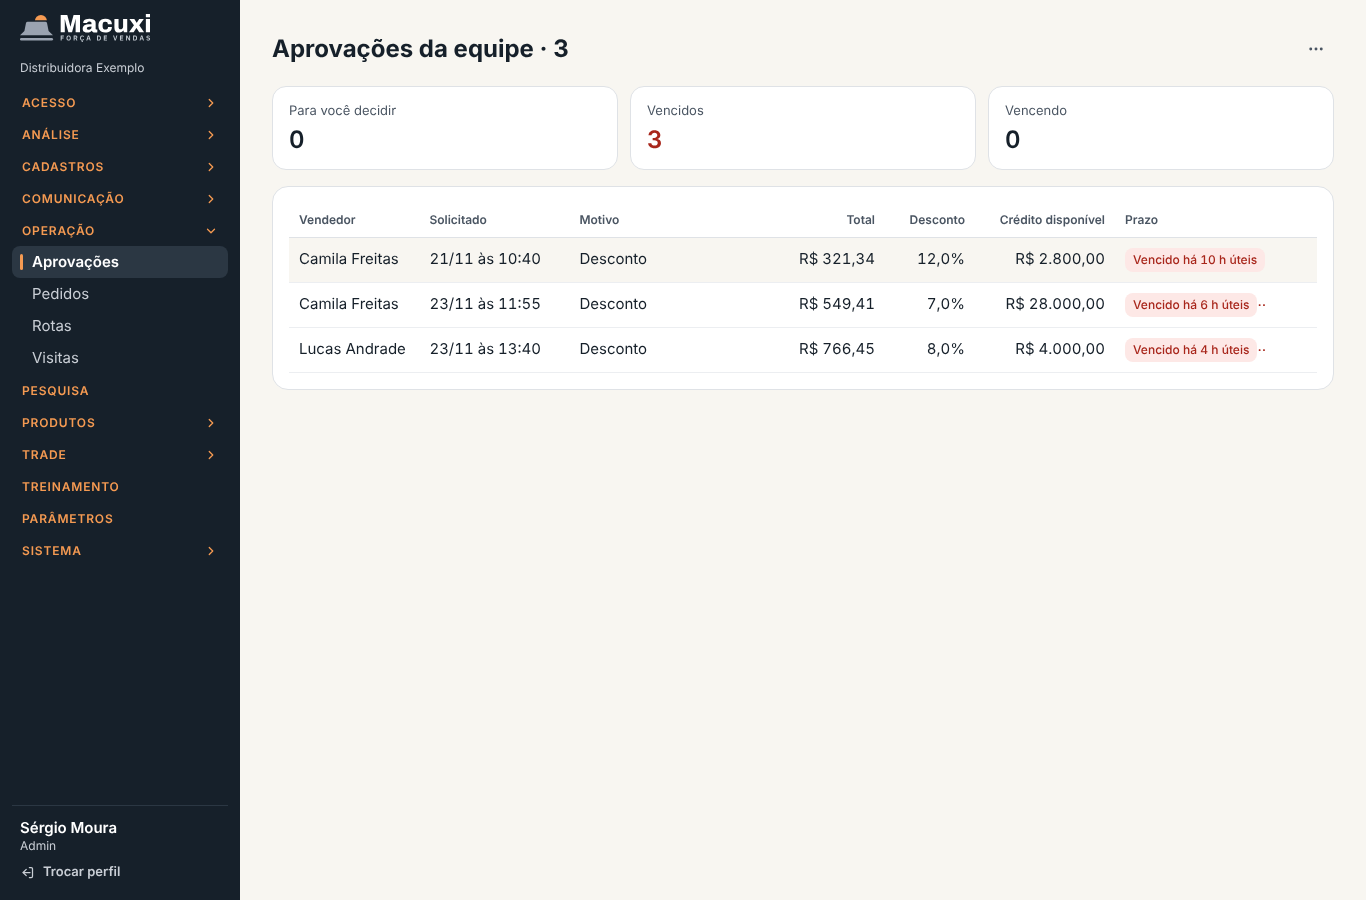 Macuxi
FORÇA DE VENDAS
Distribuidora Exemplo
ACESSO
ANÁLISE
CADASTROS
COMUNICAÇÃO
OPERAÇÃO
Aprovações
Pedidos
Rotas
Visitas
PESQUISA
PRODUTOS
TRADE
TREINAMENTO
PARÂMETROS
SISTEMA
Sérgio Moura
Admin
Trocar perfil
Aprovações da equipe · 3
...
Para você decidir
0
Vencidos
3
Vencendo
0
Vendedor Solicitado Motivo Total Desconto Crédito disponível Prazo
Camila Freitas 21/11 às 10:40 Desconto R$ 321,34 12,0% R$ 2.800,00 Vencido há 10 h úteis
Camila Freitas 23/11 às 11:55 Desconto R$ 549,41 7,0% R$ 28.000,00 Vencido há 6 h úteis ..
Lucas Andrade 23/11 às 13:40 Desconto R$ 766,45 8,0% R$ 4.000,00 Vencido há 4 h úteis ..